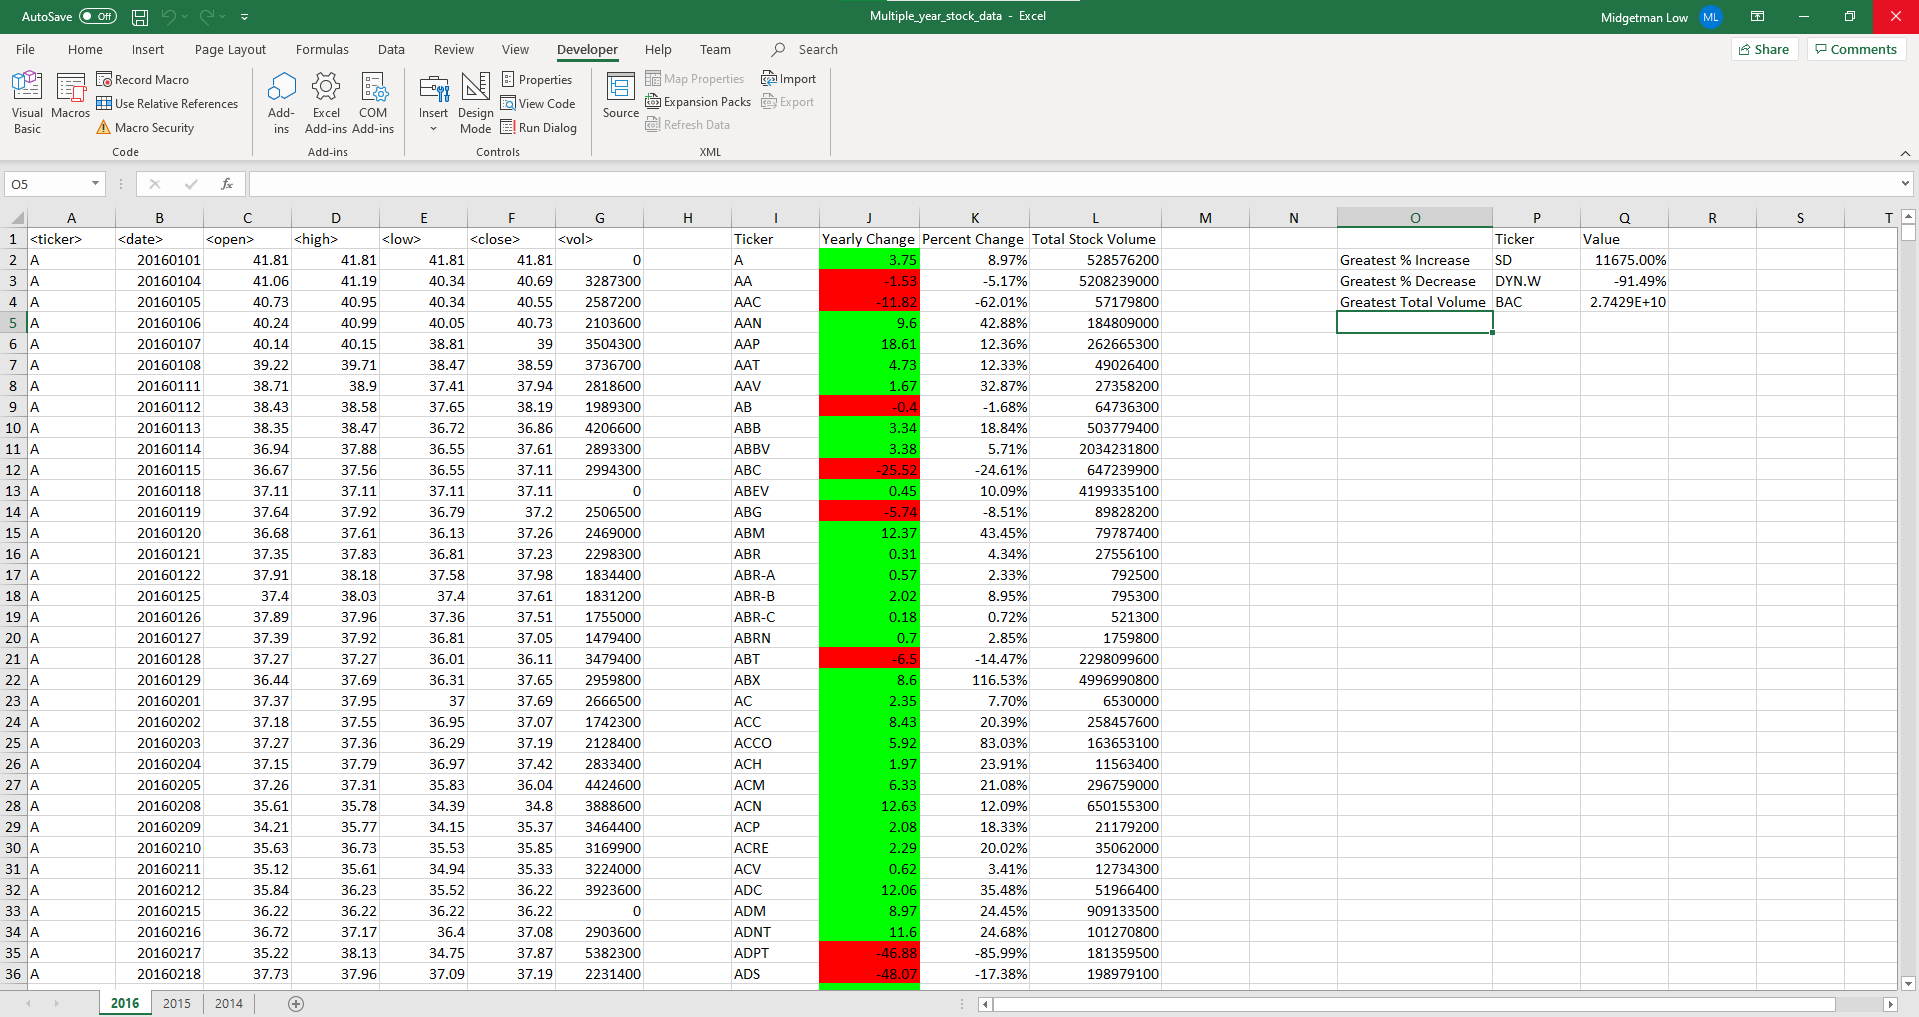 AutoSave Off Multiple_year_stock_data - Excel Midgetman Low ML
File Home Insert Page Layout Formulas Data Review View Developer Help Team Search Share Comments
Visual Basic Macros Record Macro Use Relative References Macro Security Code
Add-ins Excel Add-ins COM Add-ins Add-ins
Insert Design Mode Properties View Code Run Dialog Controls
Source Map Properties Expansion Packs Refresh Data Import Export XML
O5 fx
A B C D E F G H I J K L M N O P Q R S T
1 <ticker> <date> <open> <high> <low> <close> <vol> Ticker Yearly Change Percent Change Total Stock Volume Ticker Value
2 A 20160101 41.81 41.81 41.81 41.81 0 A 3.75 8.97% 528576200 Greatest % Increase SD 11675.00%
3 A 20160104 41.06 41.19 40.34 40.69 3287300 AA -1.53 -5.17% 5208239000 Greatest % Decrease DYN.W -91.49%
4 A 20160105 40.73 40.95 40.34 40.55 2587200 AAC -11.82 -62.01% 57179800 Greatest Total Volume BAC 2.7429E+10
5 A 20160106 40.24 40.99 40.05 40.73 2103600 AAN 9.6 42.88% 184809000
6 A 20160107 40.14 40.15 38.81 39 3504300 AAP 18.61 12.36% 262665300
7 A 20160108 39.22 39.71 38.47 38.59 3736700 AAT 4.73 12.33% 49026400
8 A 20160111 38.71 38.9 37.41 37.94 2818600 AAV 1.67 32.87% 27358200
9 A 20160112 38.43 38.58 37.65 38.19 1989300 AB -0.4 -1.68% 64736300
10 A 20160113 38.35 38.47 36.72 36.86 4206600 ABB 3.34 18.84% 503779400
11 A 20160114 36.94 37.88 36.55 37.61 2893300 ABBV 3.38 5.71% 2034231800
12 A 20160115 36.67 37.56 36.55 37.11 2994300 ABC -25.52 -24.61% 647239900
13 A 20160118 37.11 37.11 37.11 37.11 0 ABEV 0.45 10.09% 4199335100
14 A 20160119 37.64 37.92 36.79 37.2 2506500 ABG -5.74 -8.51% 89828200
15 A 20160120 36.68 37.61 36.13 37.26 2469000 ABM 12.37 43.45% 79787400
16 A 20160121 37.35 37.83 36.81 37.23 2298300 ABR 0.31 4.34% 27556100
17 A 20160122 37.91 38.18 37.58 37.98 1834400 ABR-A 0.57 2.33% 792500
18 A 20160125 37.4 38.03 37.4 37.61 1831200 ABR-B 2.02 8.95% 795300
19 A 20160126 37.89 37.96 37.36 37.51 1755000 ABR-C 0.18 0.72% 521300
20 A 20160127 37.39 37.92 36.81 37.05 1479400 ABRN 0.7 2.85% 1759800
21 A 20160128 37.27 37.27 36.01 36.11 3479400 ABT -6.5 -14.47% 2298099600
22 A 20160129 36.44 37.69 36.31 37.65 2959800 ABX 8.6 116.53% 4996990800
23 A 20160201 37.37 37.95 37 37.69 2666500 AC 2.35 7.70% 6530000
24 A 20160202 37.18 37.55 36.95 37.07 1742300 ACC 8.43 20.39% 258457600
25 A 20160203 37.27 37.36 36.29 37.19 2128400 ACCO 5.92 83.03% 163653100
26 A 20160204 37.15 37.79 36.97 37.42 2833400 ACH 1.97 23.91% 11563400
27 A 20160205 37.26 37.31 35.83 36.04 4424600 ACM 6.33 21.08% 296759000
28 A 20160208 35.61 35.78 34.39 34.8 3888600 ACN 12.63 12.09% 650155300
29 A 20160209 34.21 35.77 34.15 35.37 3464400 ACP 2.08 18.33% 21179200
30 A 20160210 35.63 36.73 35.53 35.85 3169900 ACRE 2.29 20.02% 35062000
31 A 20160211 35.12 35.61 34.94 35.33 3224000 ACV 0.62 3.41% 12734300
32 A 20160212 35.84 36.23 35.52 36.22 3923600 ADC 12.06 35.48% 51966400
33 A 20160215 36.22 36.22 36.22 36.22 0 ADM 8.97 24.45% 909133500
34 A 20160216 36.72 37.17 36.4 37.08 2903600 ADNT 11.6 24.68% 101270800
35 A 20160217 35.22 38.13 34.75 37.87 5382300 ADPT -46.88 -85.99% 181359500
36 A 20160218 37.73 37.96 37.09 37.19 2231400 ADS -48.07 -17.38% 198979100
2016 2015 2014